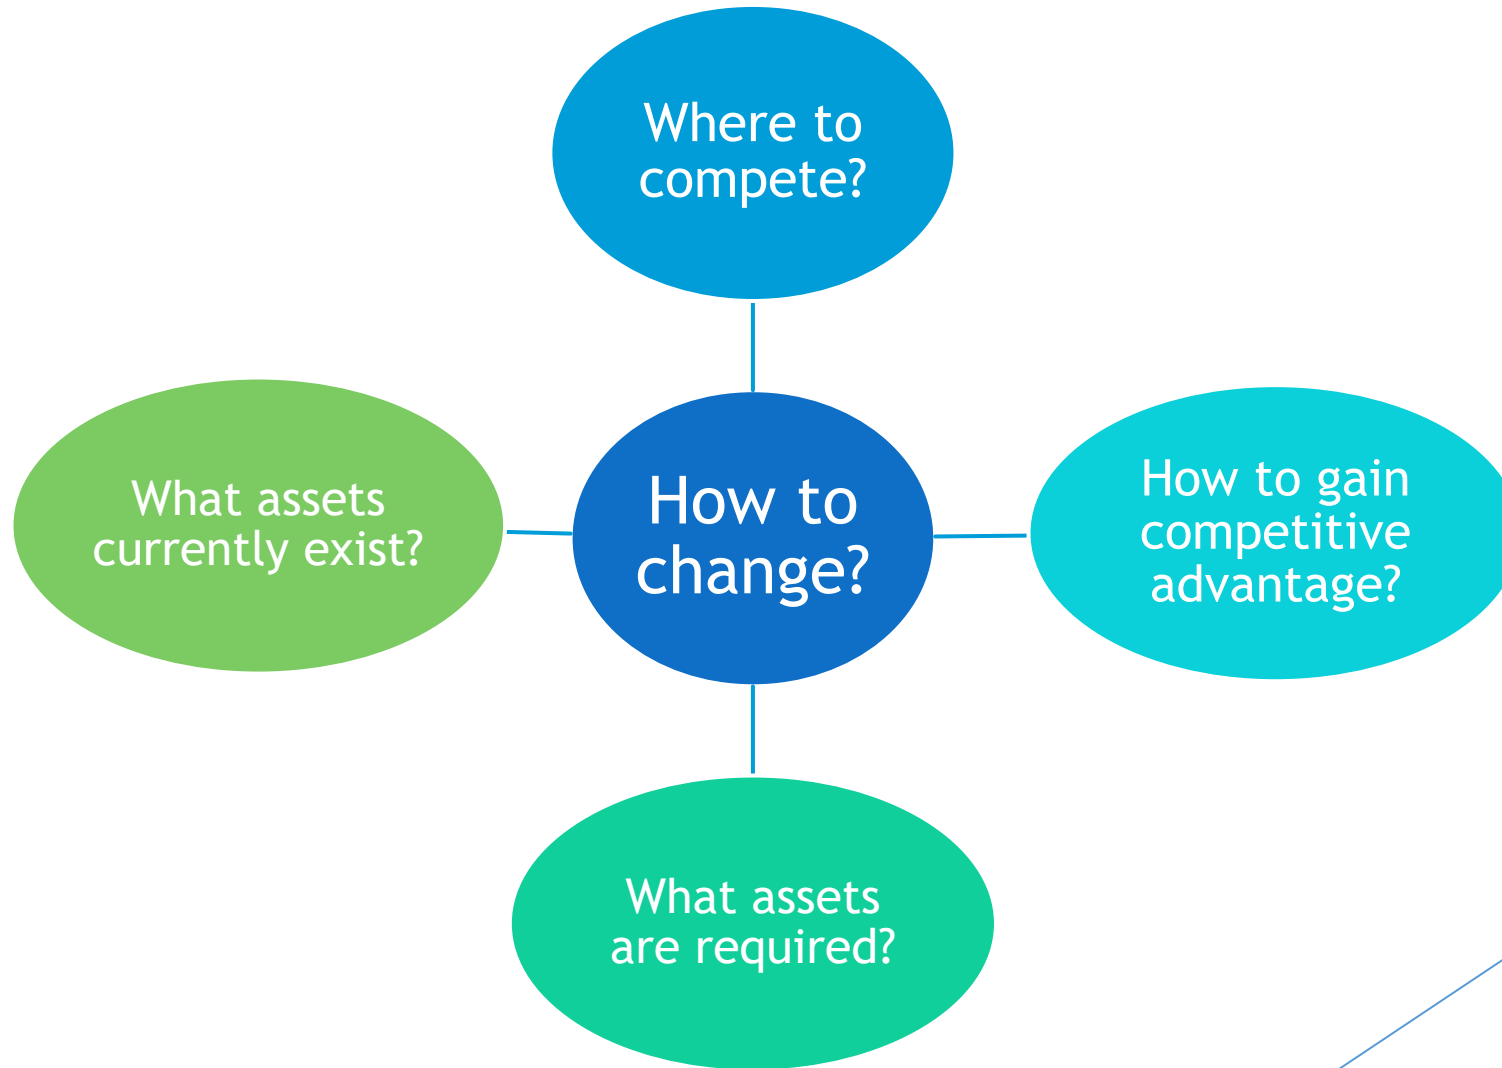 Where to
compete?
What assets
currently exist?
How to
change?
How to gain
competitive
advantage?
What assets
are required?